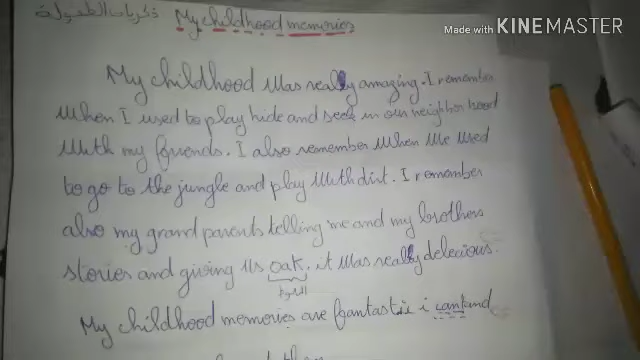 Made with KINEMASTER
ذكريات الطفولة My childhood memories
My childhood was really amazing. I remember
when I used to play hide and seek in our neighborhood
with my friends. I also remember when we used
to go to the jungle and play with dirt. I remember
also my grand parents telling me and my brothers
stories and giving us oak. it was really delecious.
البلوط
My childhood memories are fantastic i